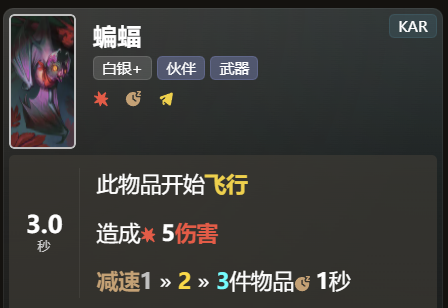 蝙蝠
KAR
白银+ 伙伴 武器
此物品开始飞行
3.0
秒
造成 5伤害
减速1 » 2 » 3件物品 1秒